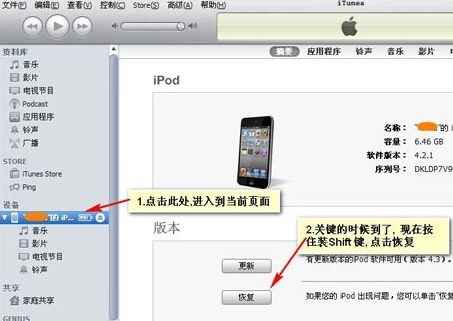 文件(F) 编辑(E) 查看(V) 控制(C) Store(S) 高级(A) 帮助(H)
iTunes
资料库
音乐
影片
电视节目
Podcast
应用程序
铃声
广播
STORE
iTunes Store
Ping
设备
的 iP...
音乐
影片
电视节目
铃声
共享
家庭共享
GENIUS
摘要 应用程序 铃声 音乐 影片
iPod
名称：
的 i
容量： 6.46 GB
软件版本： 4.2.1
序列号： DKLDP7V9
1.点击此处,进入到当前页面
版本
2.关键的时候到了, 现在按
住装Shift 键, 点击恢复
更新
有更新版本的iPod 软件可用（版本 4.3）。
恢复
如果您的 iPod 出现问题，您可以单击“恢复